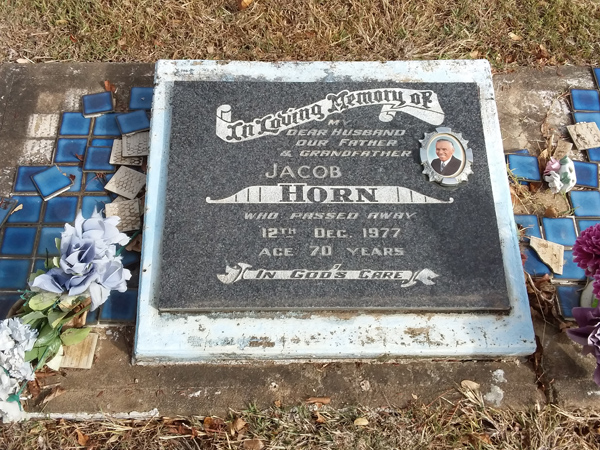 In Loving Memory of
MY
DEAR HUSBAND
OUR FATHER
& GRANDFATHER
JACOB
HORN
WHO PASSED AWAY
12TH DEC. 1977
AGE 70 YEARS
IN GOD'S CARE